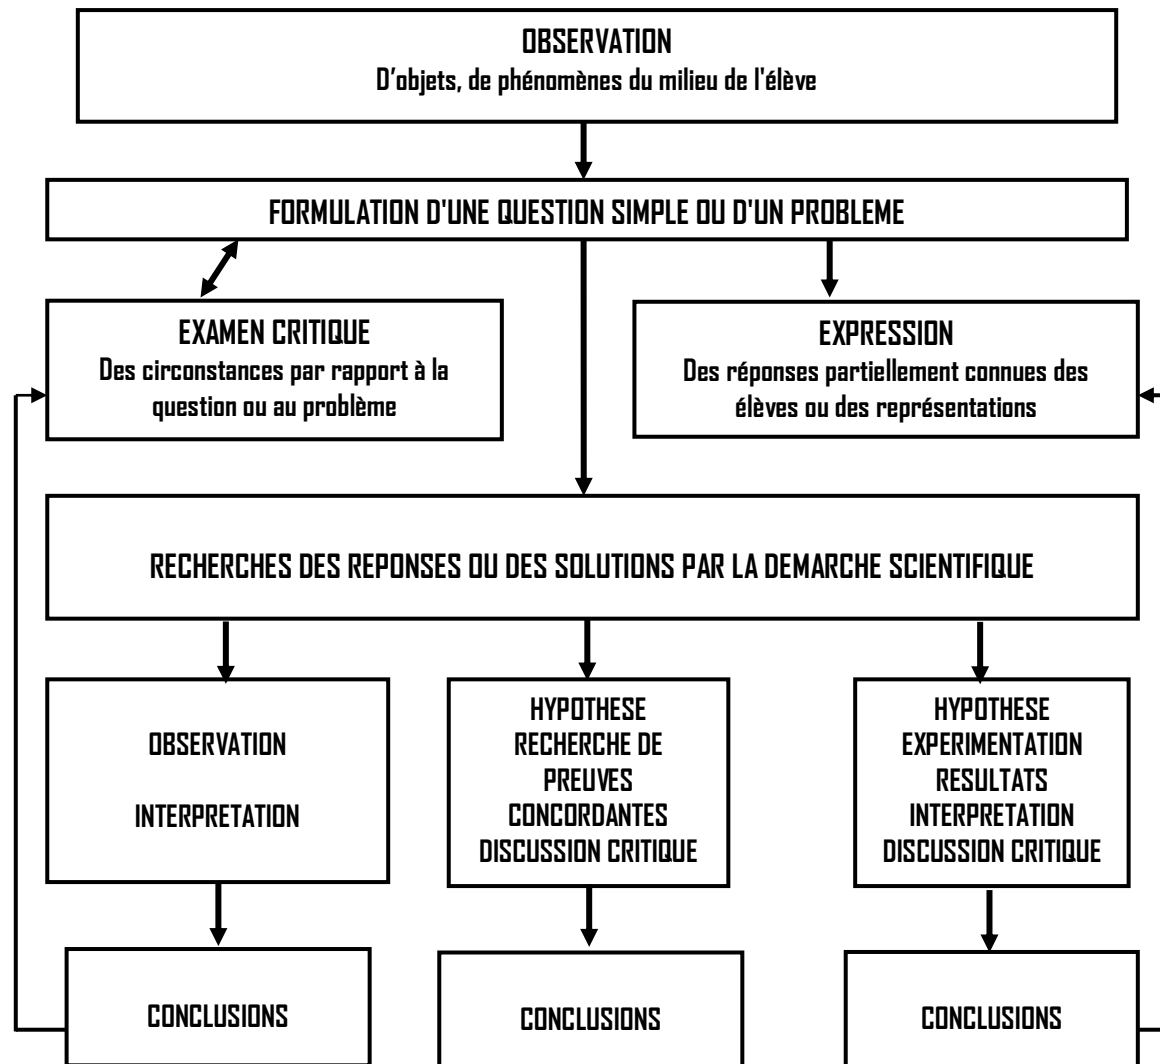 OBSERVATION
D'objets, de phénomènes du milieu de l'élève
FORMULATION D'UNE QUESTION SIMPLE OU D'UN PROBLEME
EXAMEN CRITIQUE
Des circonstances par rapport à la
question ou au problème
EXPRESSION
Des réponses partiellement connues des
élèves ou des représentations
RECHERCHES DES REPONSES OU DES SOLUTIONS PAR LA DEMARCHE SCIENTIFIQUE
OBSERVATION
INTERPRETATION
HYPOTHESE
RECHERCHE DE
PREUVES
CONCORDANTES
DISCUSSION CRITIQUE
HYPOTHESE
EXPERIMENTATION
RESULTATS
INTERPRETATION
DISCUSSION CRITIQUE
CONCLUSIONS
CONCLUSIONS
CONCLUSIONS